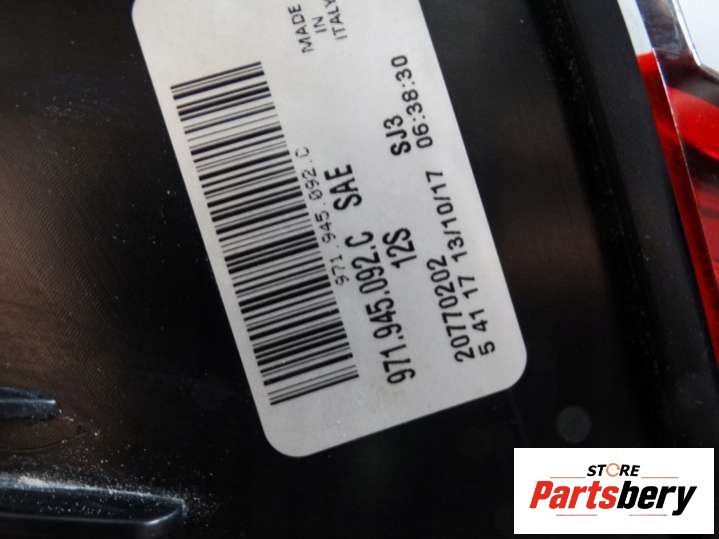 MADE
IN
ITALY
971.945.092.C
971.945.092.C SAE
12S SJ3
20770202 06:38:30
5 41 17 13/10/17
STORE
Partsbery